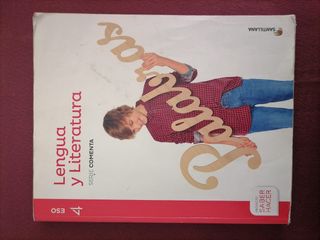 SANTILLANA
Palabras
Lengua
y Literatura
SERIE COMENTA
4
ESO
SABER
HACER